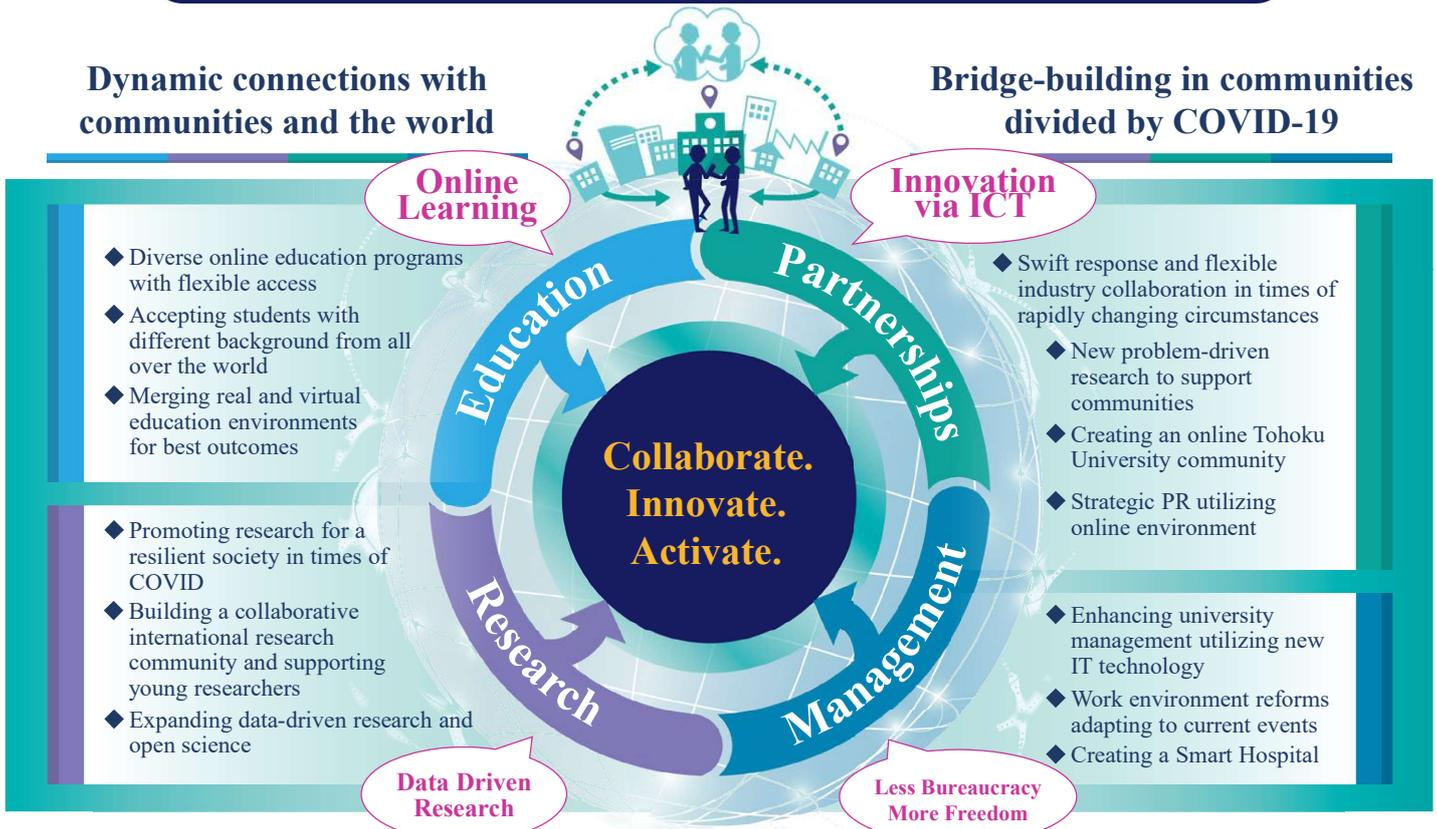 Dynamic connections with
communities and the world
Bridge-building in communities
divided by COVID-19
Online
Learning
Innovation
via ICT
Education
Partnerships
Research
Management
Collaborate.
Innovate.
Activate.
◆ Diverse online education programs
with flexible access
◆ Accepting students with
different background from all
over the world
◆ Merging real and virtual
education environments
for best outcomes
◆ Promoting research for a
resilient society in times of
COVID
◆ Building a collaborative
international research
community and supporting
young researchers
◆ Expanding data-driven research and
open science
◆ Swift response and flexible
industry collaboration in times of
rapidly changing circumstances
◆ New problem-driven
research to support
communities
◆ Creating an online Tohoku
University community
◆ Strategic PR utilizing
online environment
◆ Enhancing university
management utilizing new
IT technology
◆ Work environment reforms
adapting to current events
◆ Creating a Smart Hospital
Data Driven
Research
Less Bureaucracy
More Freedom